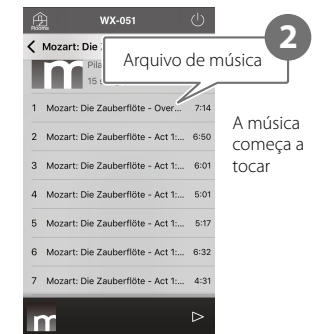 Rooms
WX-051
2
Mozart: Die
Arquivo de música
15
1 Mozart: Die Zauberflöte - Over... 7:14
2 Mozart: Die Zauberflöte - Act 1:... 6:50
3 Mozart: Die Zauberflöte - Act 1:... 6:01
4 Mozart: Die Zauberflöte - Act 1:... 5:01
5 Mozart: Die Zauberflöte - Act 1:... 5:17
6 Mozart: Die Zauberflöte - Act 1:... 6:32
7 Mozart: Die Zauberflöte - Act 1:... 4:31
A música
começa a
tocar